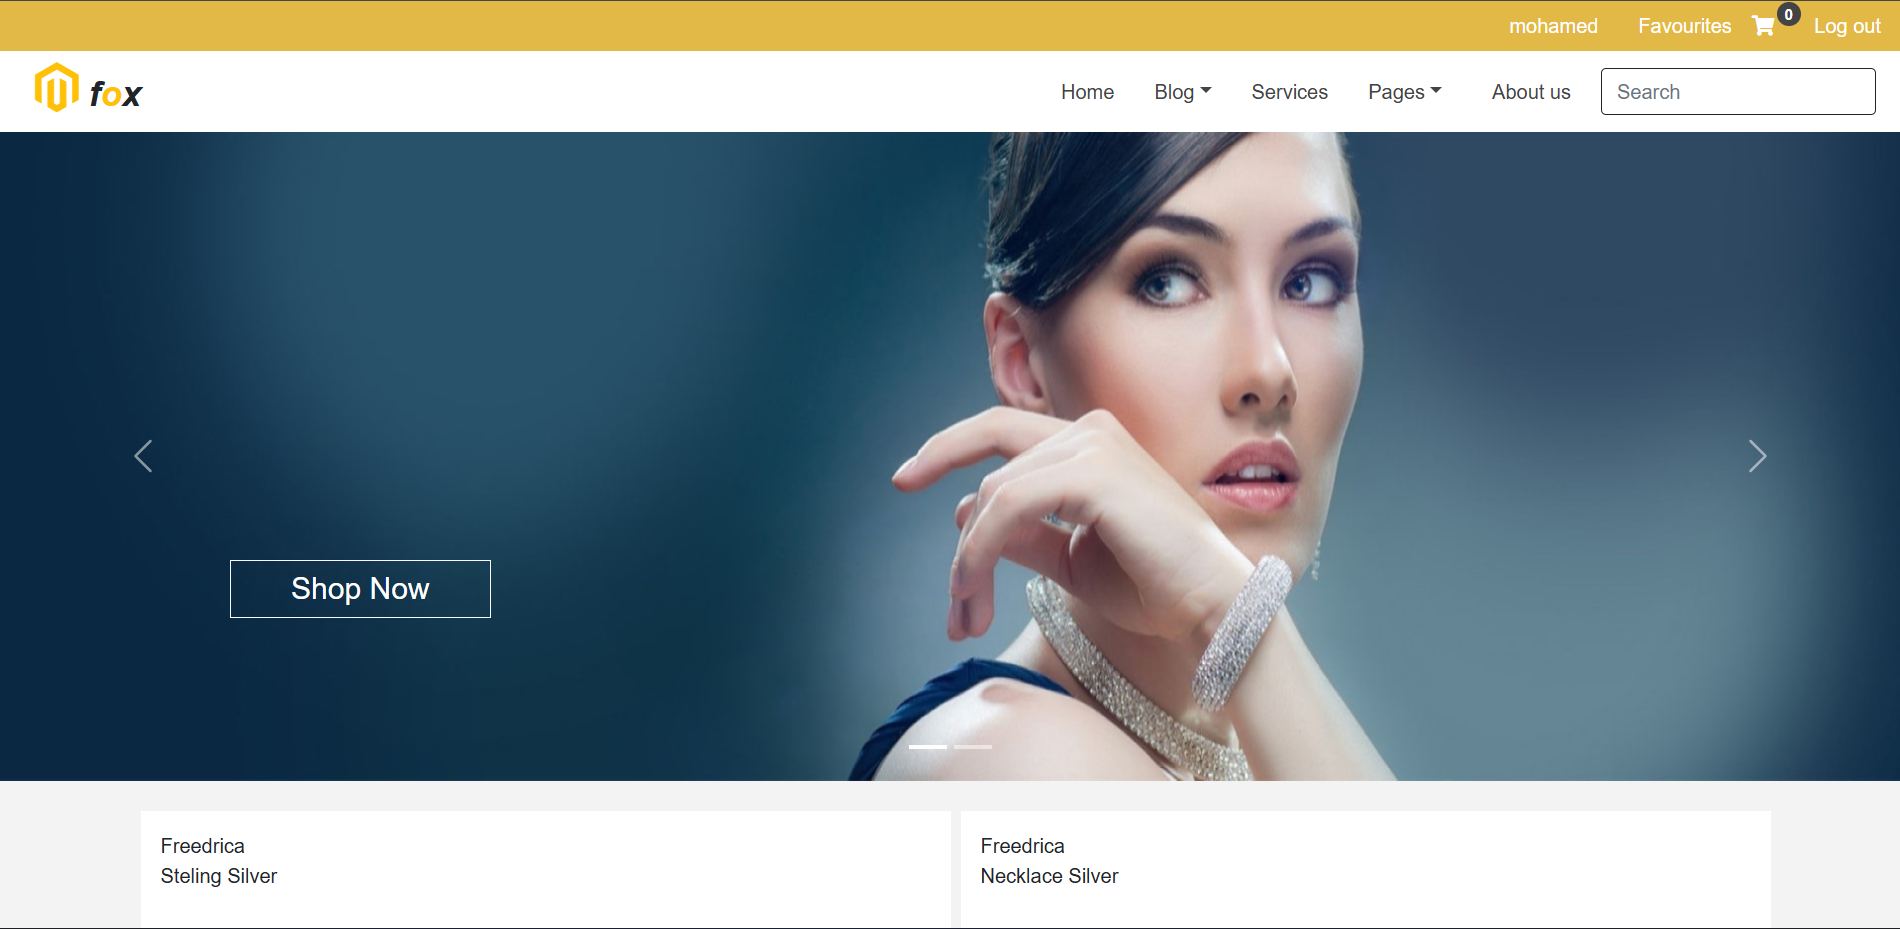 mohamed Favourites 0 Log out
fox Home Blog Services Pages About us Search
Shop Now
Freedrica
Steling Silver
Freedrica
Necklace Silver